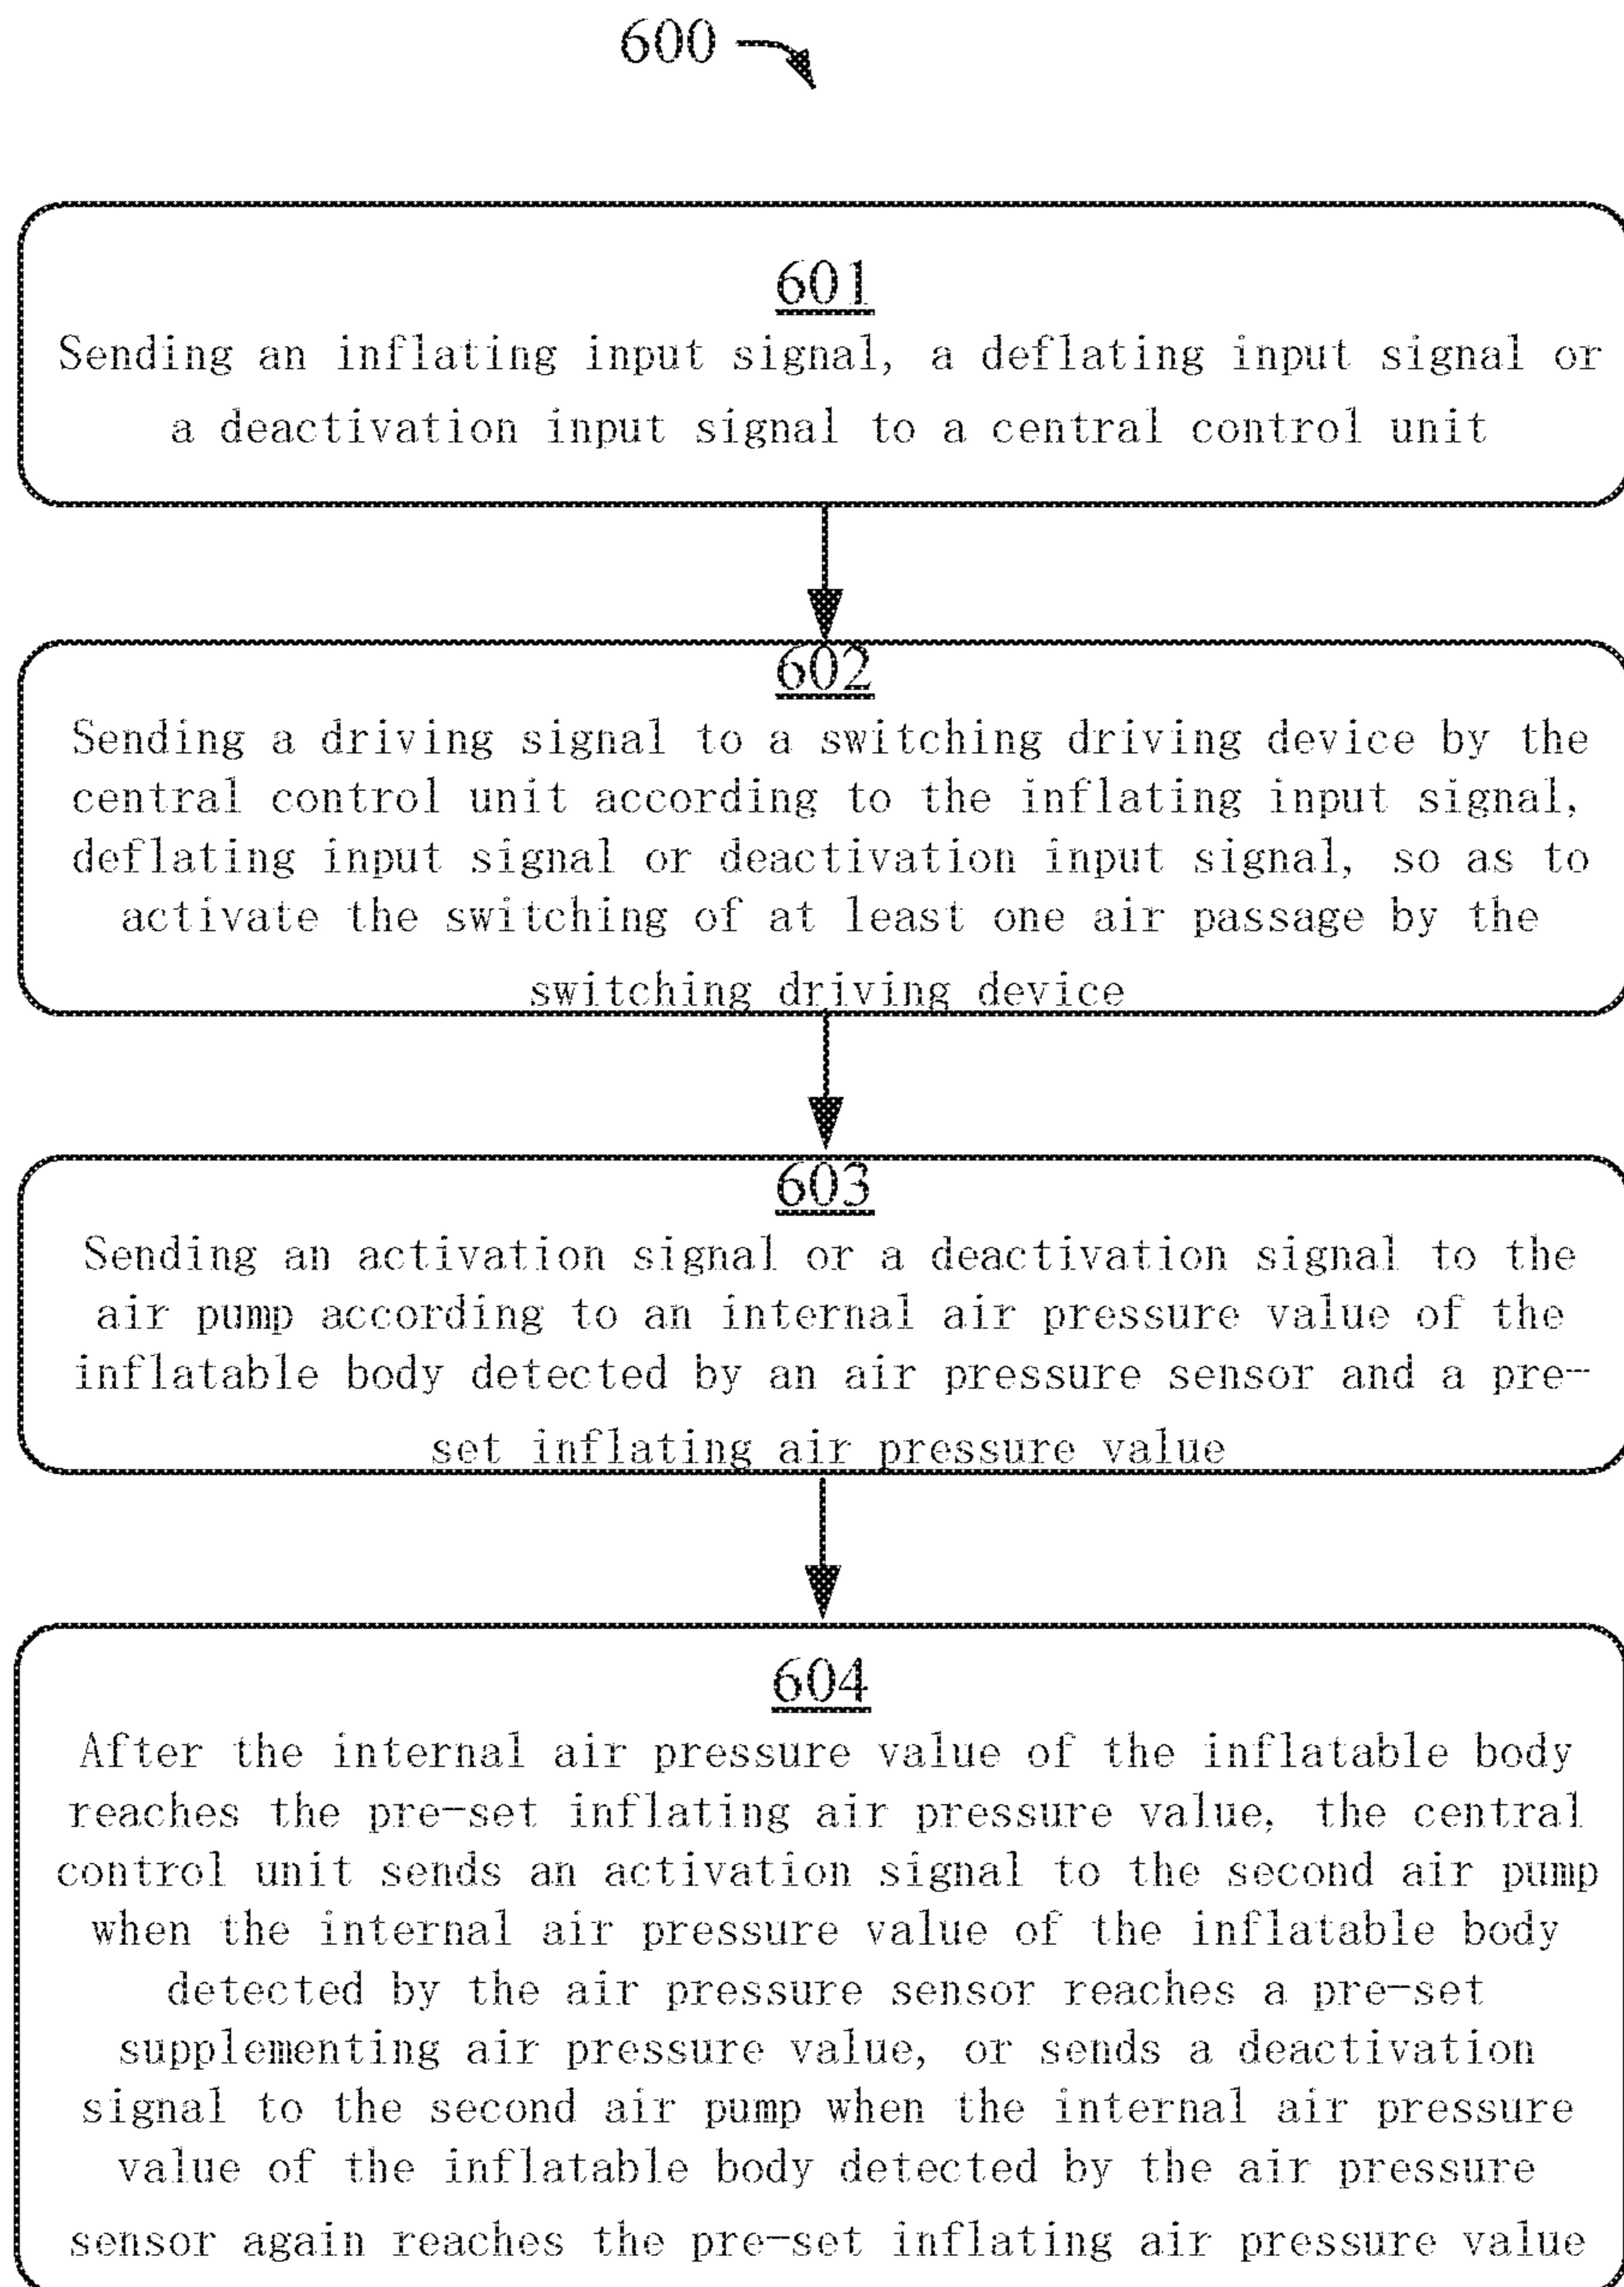 600
601
Sending an inflating input signal, a deflating input signal or
a deactivation input signal to a central control unit
602
Sending a driving signal to a switching driving device by the
central control unit according to the inflating input signal,
deflating input signal or deactivation input signal, so as to
activate the switching of at least one air passage by the
switching driving device
603
Sending an activation signal or a deactivation signal to the
air pump according to an internal air pressure value of the
inflatable body detected by an air pressure sensor and a pre-
set inflating air pressure value
604
After the internal air pressure value of the inflatable body
reaches the pre-set inflating air pressure value, the central
control unit sends an activation signal to the second air pump
when the internal air pressure value of the inflatable body
detected by the air pressure sensor reaches a pre-set
supplementing air pressure value, or sends a deactivation
signal to the second air pump when the internal air pressure
value of the inflatable body detected by the air pressure
sensor again reaches the pre-set inflating air pressure value